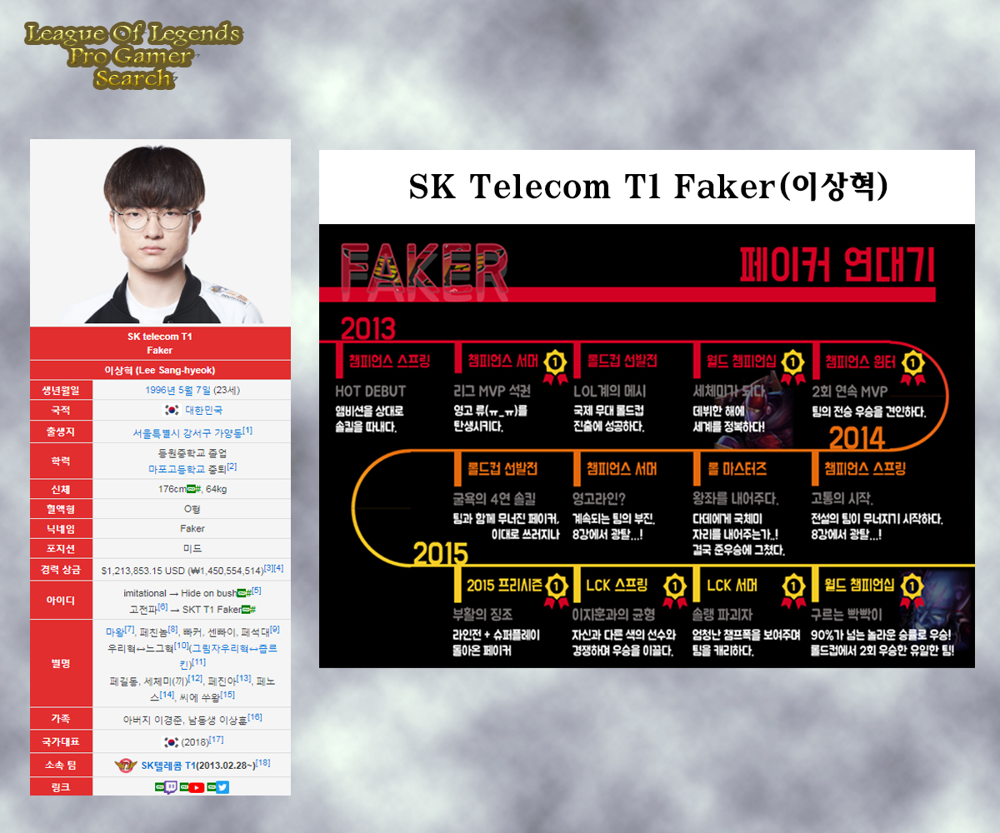 League Of Legends
Pro Gamer
Search
SK telecom T1
Faker
이상혁 (Lee Sang-hyeok)
생년월일 1996년 5월 7일 (23세)
국적 대한민국
출생지 서울특별시 강서구 가양동[1]
학력 등원중학교 졸업
마포고등학교 중퇴[2]
신체 176cm#, 64kg
혈액형 O형
닉네임 Faker
포지션 미드
경력 상금 $1,213,853.15 USD (₩1,450,554,514)[3][4]
아이디 imitational → Hide on bush#[5]
고전파[6] → SKT T1 Faker#
별명 마왕[7], 페친놈[8], 빠커, 센빠이, 페석대[9]
우리혁↔느그혁[10](그림자우리혁↔즙르
킨)[11]
페길동, 세체미(끼)[12], 페진아[13], 페노
스[14], 씨에 쑤왕[15]
가족 아버지 이경준, 남동생 이상훈[16]
국가대표 (2018)[17]
소속 팀 SK텔레콤 T1(2013.02.28~)[18]
링크
SK Telecom T1 Faker(이상혁)
FAKER 페이커 연대기
2013
챔피언스 스프링 챔피언스 서머 1 롤드컵 선발전 월드 챔피언십 1 챔피언스 윈터 1
HOT DEBUT 리그 MVP 석권 LOL계의 메시 세체미가 되다 2회 연속 MVP
앰비션을 상대로 영고 류(ㅠ_ㅠ)를 국제 무대 롤드컵 데뷔한 해에 팀의 전승 우승을 견인하다.
솔킬을 따내다. 탄생시키다. 진출에 성공하다. 세계를 정복하다!
2014
롤드컵 선발전 챔피언스 서머 롤 마스터즈 챔피언스 스프링
굴욕의 4연 솔킬 영고라인? 왕좌를 내어주다. 고통의 시작.
팀과 함께 무너진 페이커, 계속되는 팀의 부진. 다데에게 국체미 전설의 팀이 무너지기 시작하다.
이대로 쓰러지나 8강에서 광탈...! 자리를 내어주는가..! 8강에서 광탈...!
결국 준우승에 그쳤다.
2015
2015 프리시즌 1 LCK 스프링 1 LCK 서머 1 월드 챔피언십 1
부활의 징조 이지훈과의 균형 솔랭 파괴자 구르는 빡빡이
라인전 + 슈퍼플레이 자신과 다른 색의 선수와 엄청난 챔프폭을 보여주며 90%가 넘는 놀라운 승률로 우승!
돌아온 페이커 경쟁하며 우승을 이끌다. 팀을 캐리하다. 롤드컵에서 2회 우승한 유일한 팀!